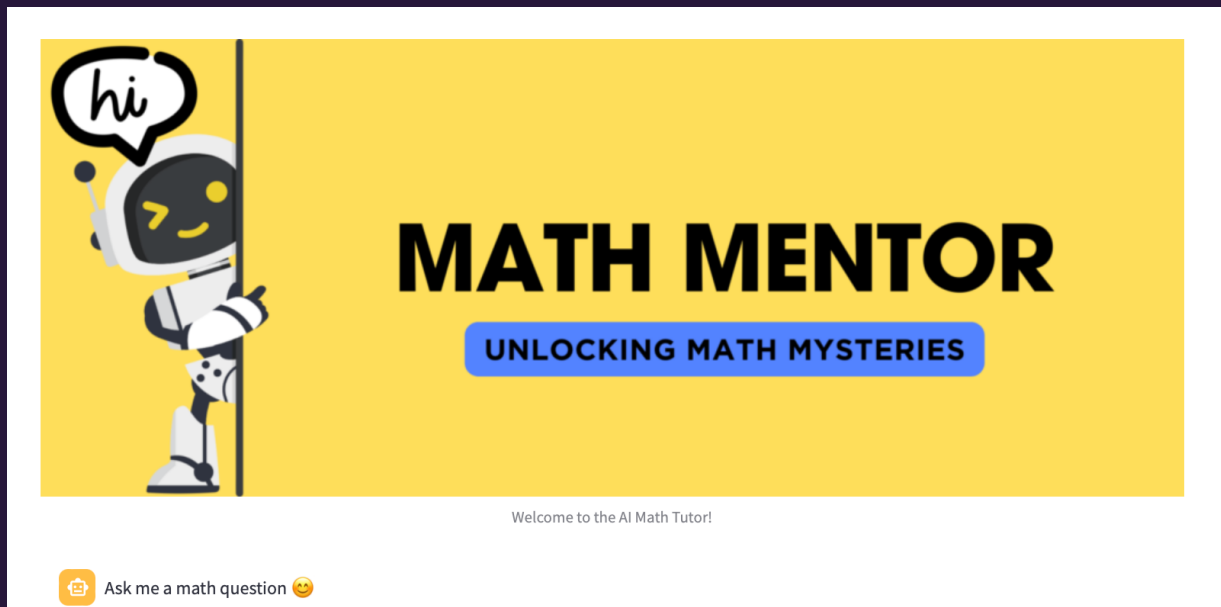 hi
MATH MENTOR
UNLOCKING MATH MYSTERIES
Welcome to the AI Math Tutor!
Ask me a math question 😊